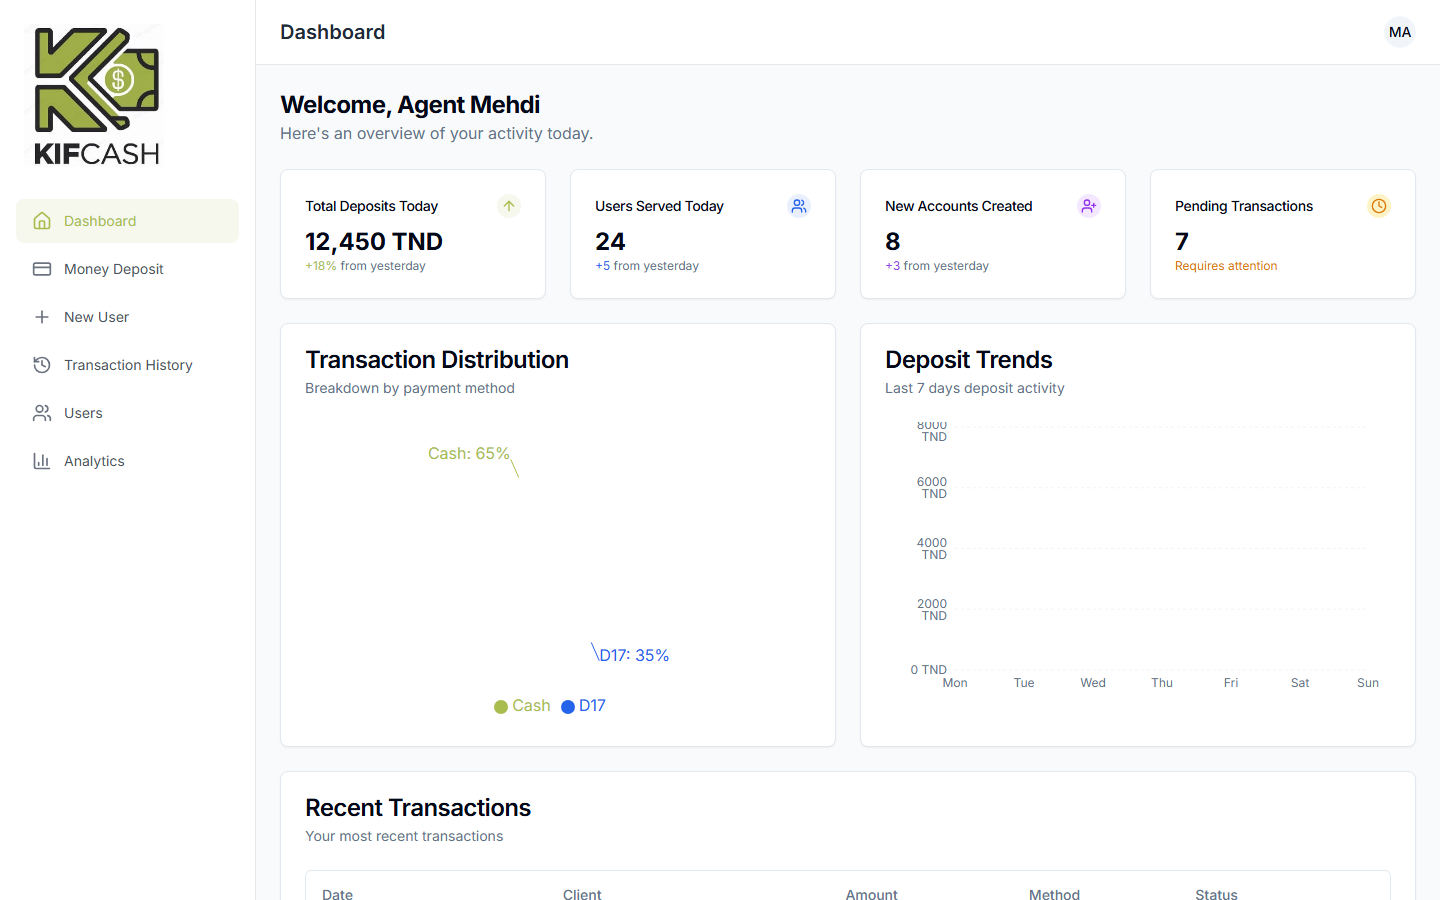 KIFCASH
Dashboard
Money Deposit
New User
Transaction History
Users
Analytics
Dashboard
MA
Welcome, Agent Mehdi
Here's an overview of your activity today.
Total Deposits Today
12,450 TND
+18% from yesterday
Users Served Today
24
+5 from yesterday
New Accounts Created
8
+3 from yesterday
Pending Transactions
7
Requires attention
Transaction Distribution
Breakdown by payment method
Cash: 65%
D17: 35%
Cash D17
Deposit Trends
Last 7 days deposit activity
8000
TND
6000
TND
4000
TND
2000
TND
0 TND
Mon Tue Wed Thu Fri Sat Sun
Recent Transactions
Your most recent transactions
Date Client Amount Method Status